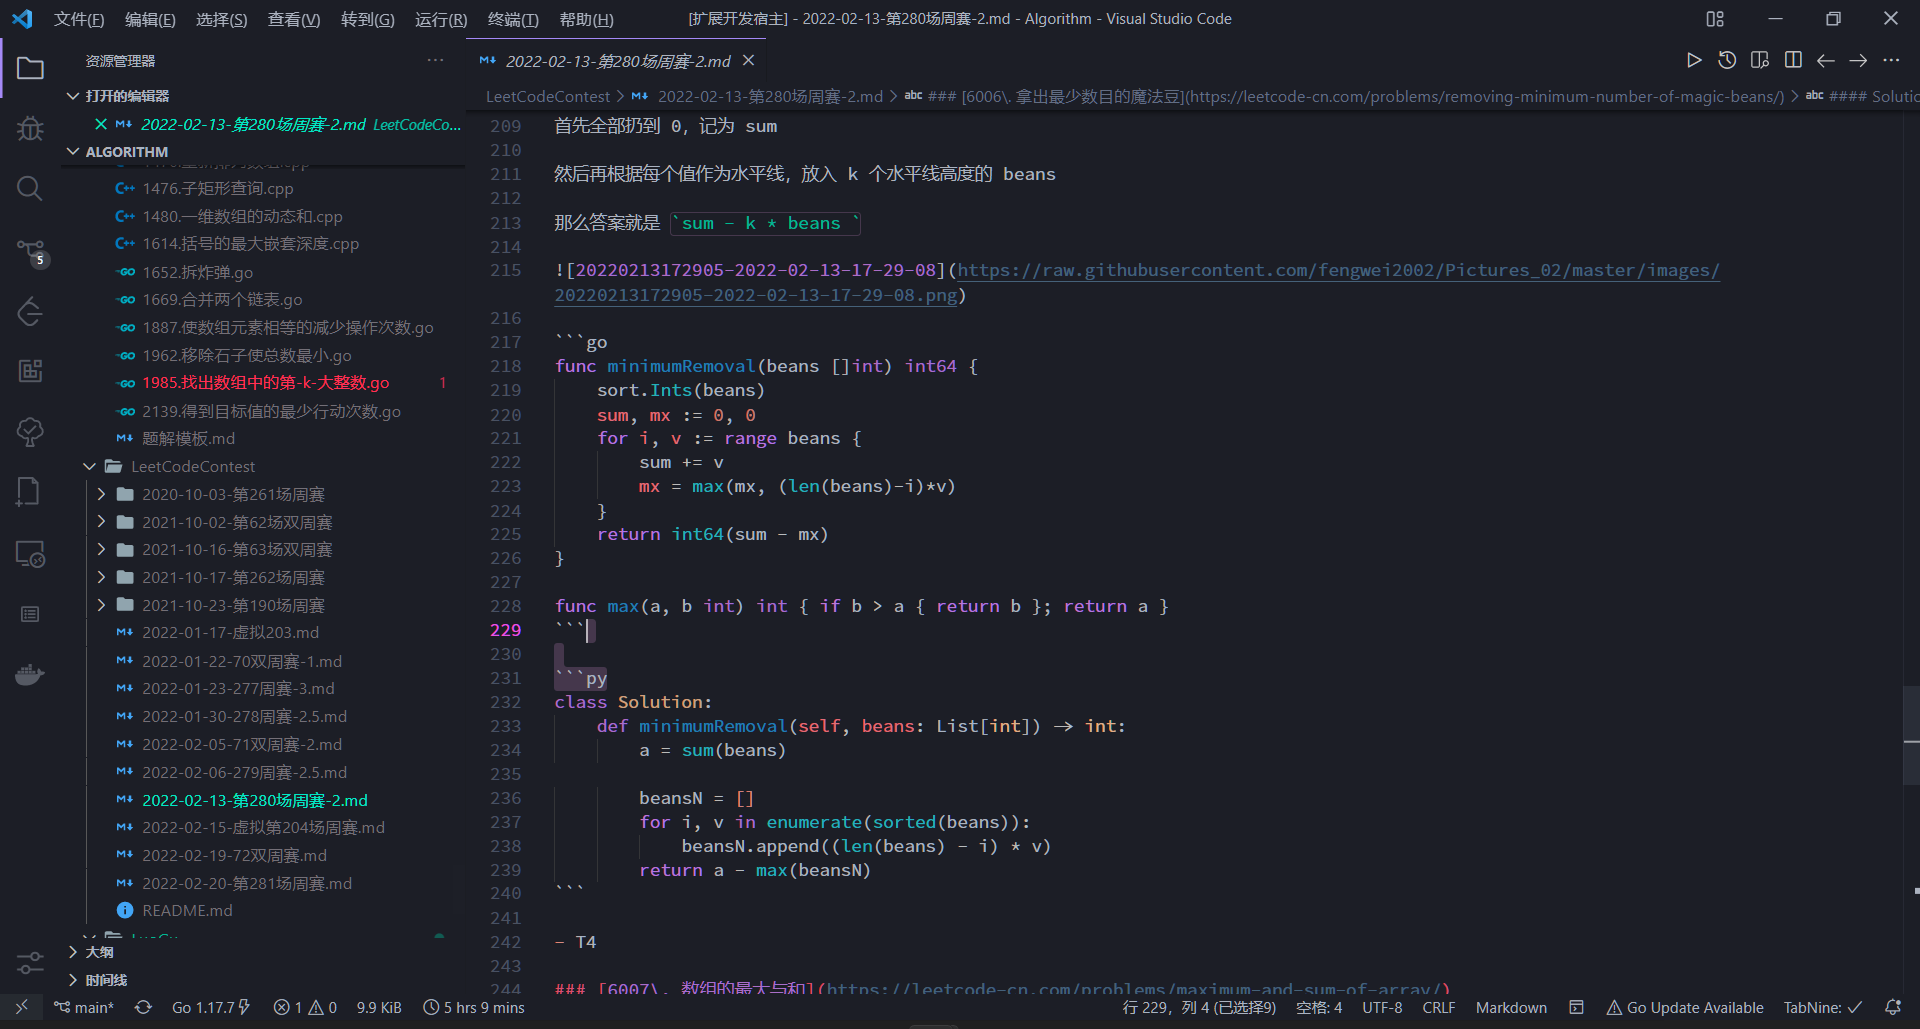 文件(F) 编辑(E) 选择(S) 查看(V) 转到(G) 运行(R) 终端(T) 帮助(H) [扩展开发宿主] - 2022-02-13-第280场周赛-2.md - Algorithm - Visual Studio Code
资源管理器
打开的编辑器
2022-02-13-第280场周赛-2.md LeetCodeCo...
ALGORITHM
1476.子矩形查询.cpp
1480.一维数组的动态和.cpp
1614.括号的最大嵌套深度.cpp
1652.拆炸弹.go
1669.合并两个链表.go
1887.使数组元素相等的减少操作次数.go
1962.移除石子使总数最小.go
1985.找出数组中的第-k-大整数.go 1
2139.得到目标值的最少行动次数.go
题解模板.md
LeetCodeContest
2020-10-03-第261场周赛
2021-10-02-第62场双周赛
2021-10-16-第63场双周赛
2021-10-17-第262场周赛
2021-10-23-第190场周赛
2022-01-17-虚拟203.md
2022-01-22-70双周赛-1.md
2022-01-23-277周赛-3.md
2022-01-30-278周赛-2.5.md
2022-02-05-71双周赛-2.md
2022-02-06-279周赛-2.5.md
2022-02-13-第280场周赛-2.md
2022-02-15-虚拟第204场周赛.md
2022-02-19-72双周赛.md
2022-02-20-第281场周赛.md
README.md
大纲
时间线
5
2022-02-13-第280场周赛-2.md
LeetCodeContest > 2022-02-13-第280场周赛-2.md > ### [6006\. 拿出最少数目的魔法豆](https://leetcode-cn.com/problems/removing-minimum-number-of-magic-beans/) > #### Solutio
209 首先全部扔到 0, 记为 sum
210
211 然后再根据每个值作为水平线, 放入 k 个水平线高度的 beans
212
213 那么答案就是 `sum - k * beans `
214
215 ![20220213172905-2022-02-13-17-29-08](https://raw.githubusercontent.com/fengwei2002/Pictures_02/master/images/
20220213172905-2022-02-13-17-29-08.png)
216
217 ```go
218 func minimumRemoval(beans []int) int64 {
219 sort.Ints(beans)
220 sum, mx := 0, 0
221 for i, v := range beans {
222 sum += v
223 mx = max(mx, (len(beans)-i)*v)
224 }
225 return int64(sum - mx)
226 }
227
228 func max(a, b int) int { if b > a { return b }; return a }
229 ```
230
231 ```py
232 class Solution:
233 def minimumRemoval(self, beans: List[int]) -> int:
234 a = sum(beans)
235
236 beansN = []
237 for i, v in enumerate(sorted(beans)):
238 beansN.append((len(beans) - i) * v)
239 return a - max(beansN)
240 ```
241
242 - T4
243
244 ### [6007\. 数组的最大与和](https://leetcode-cn.com/problems/maximum-and-sum-of-array/)
main* Go 1.17.7 1 0 9.9 KiB 5 hrs 9 mins 行 229, 列 4 (已选择9) 空格: 4 UTF-8 CRLF Markdown Go Update Available TabNine: